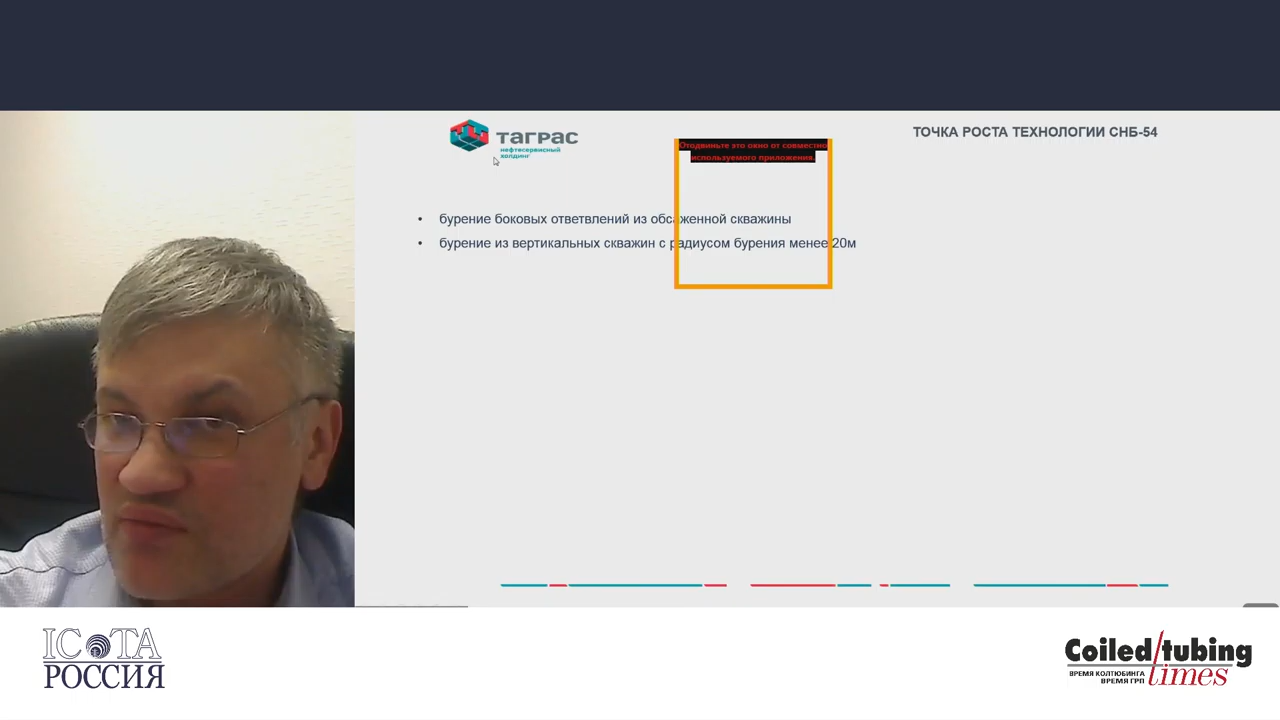 таграс
нефтесервисный
холдинг
ТОЧКА РОСТА ТЕХНОЛОГИИ СНБ-54
Отодвиньте это окно от совместно
используемого приложения.
• бурение боковых ответвлений из обсаженной скважины
• бурение из вертикальных скважин с радиусом бурения менее 20м
ICOTA
РОССИЯ
Coiled/tubing
times
ВРЕМЯ КОЛТЮБИНГА
ВРЕМЯ ГРП